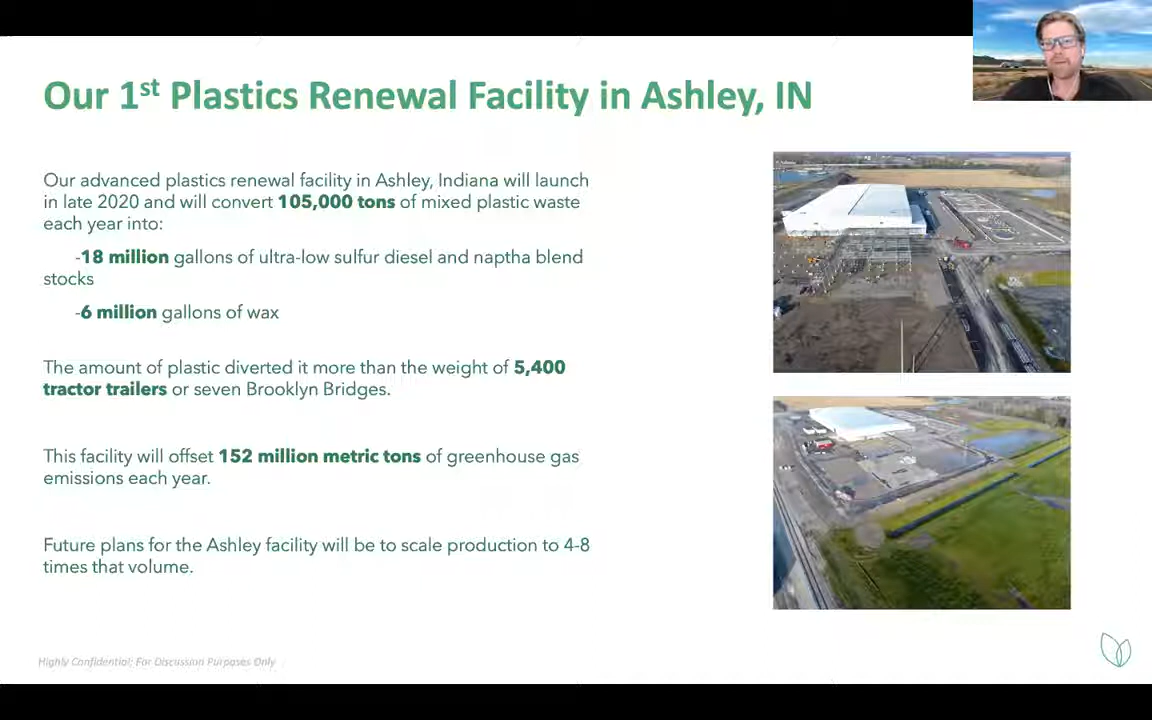 Our 1st Plastics Renewal Facility in Ashley, IN
Our advanced plastics renewal facility in Ashley, Indiana will launch
in late 2020 and will convert 105,000 tons of mixed plastic waste
each year into:
-18 million gallons of ultra-low sulfur diesel and naptha blend
stocks
-6 million gallons of wax
The amount of plastic diverted it more than the weight of 5,400
tractor trailers or seven Brooklyn Bridges.
This facility will offset 152 million metric tons of greenhouse gas
emissions each year.
Future plans for the Ashley facility will be to scale production to 4-8
times that volume.
Highly Confidential; For Discussion Purposes Only